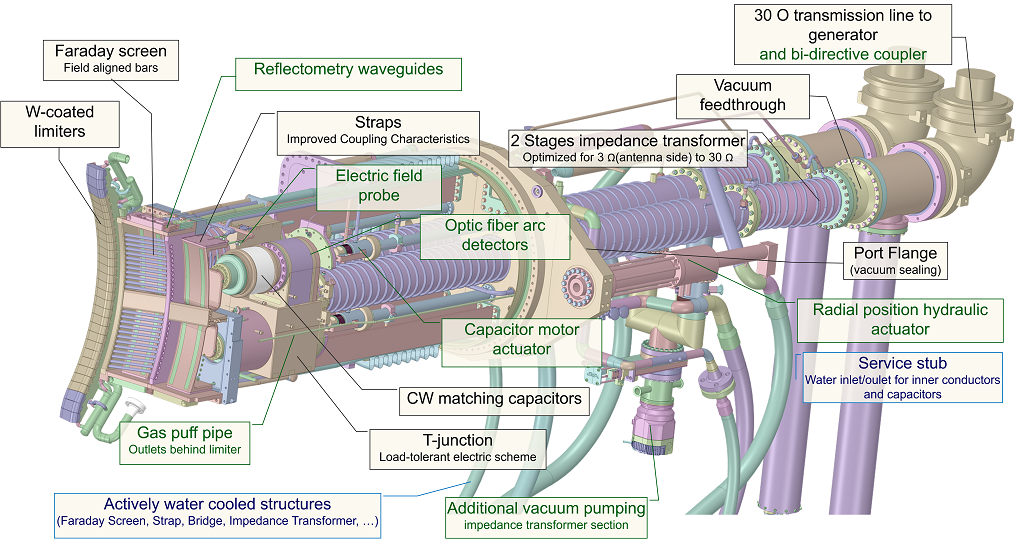 30 O transmission line to
generator
and bi-directive coupler
Faraday screen
Field aligned bars
Reflectometry waveguides
Vacuum
feedthrough
W-coated
limiters
Straps
Improved Coupling Characteristics
2 Stages impedance transformer
Optimized for 3 Ω(antenna side) to 30 Ω
Electric field
probe
Optic fiber arc
detectors
Port Flange
(vacuum sealing)
Radial position hydraulic
actuator
Capacitor motor
actuator
Service stub
Water inlet/oulet for inner conductors
and capacitors
CW matching capacitors
Gas puff pipe
Outlets behind limiter
T-junction
Load-tolerant electric scheme
Actively water cooled structures
(Faraday Screen, Strap, Bridge, Impedance Transformer, …)
Additional vacuum pumping
impedance transformer section